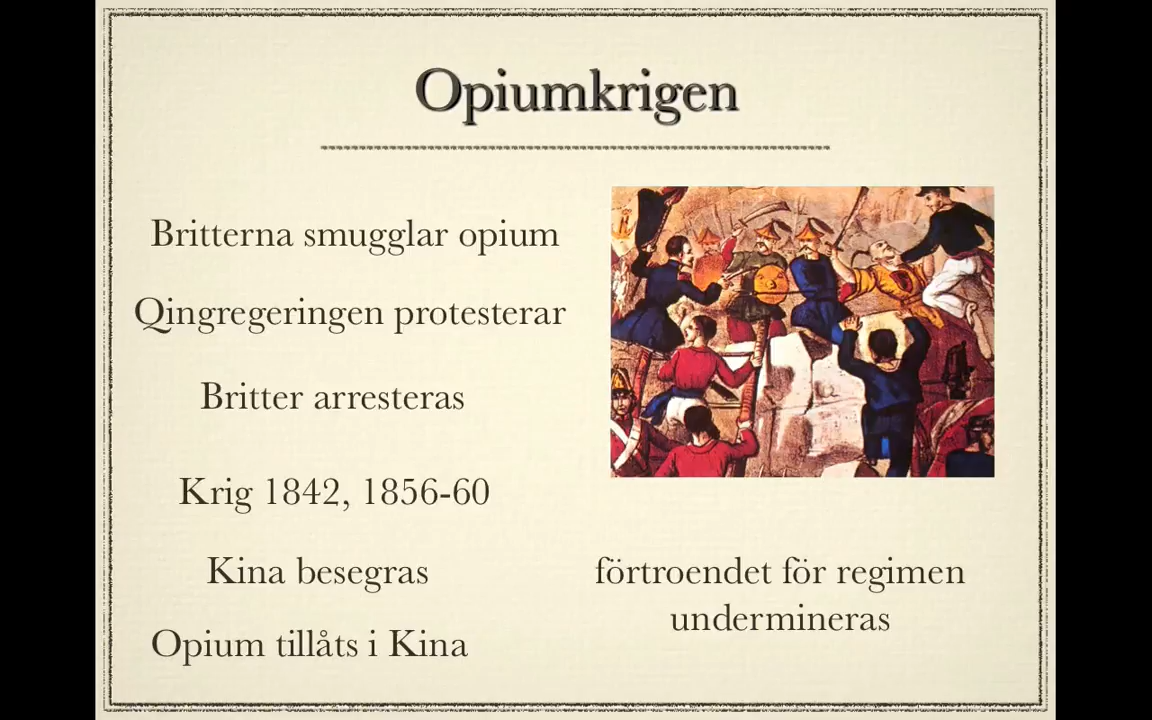 Opiumkrigen
Britterna smugglar opium
Qingregeringen protesterar
Britter arresteras
Krig 1842, 1856-60
Kina besegras
Opium tillåts i Kina
förtroendet för regimen
undermineras